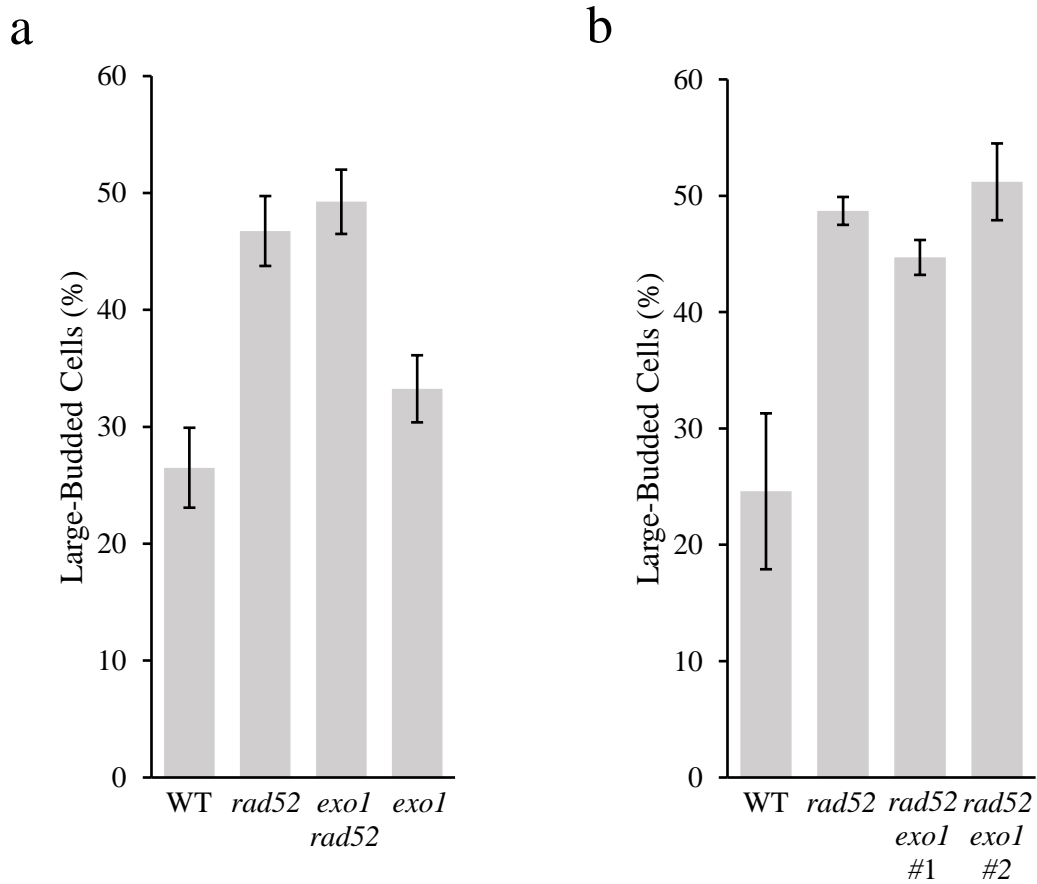 a
Large-Budded Cells (%)
60
50
40
30
20
10
0
WT rad52 exo1 exo1
rad52
b
Large-Budded Cells (%)
60
50
40
30
20
10
0
WT rad52 rad52 rad52
exo1 exo1
#1 #2